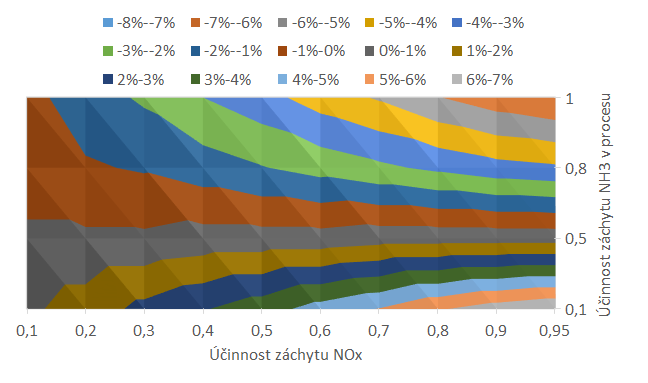 -8%--7% -7%--6% -6%--5% -5%--4% -4%--3%
-3%--2% -2%--1% -1%-0% 0%-1% 1%-2%
2%-3% 3%-4% 4%-5% 5%-6% 6%-7%
1
0,8
0,5
0,1
Účinnost záchytu NH3 v procesu
0,1 0,2 0,3 0,4 0,5 0,6 0,7 0,8 0,9 0,95
Účinnost záchytu NOx